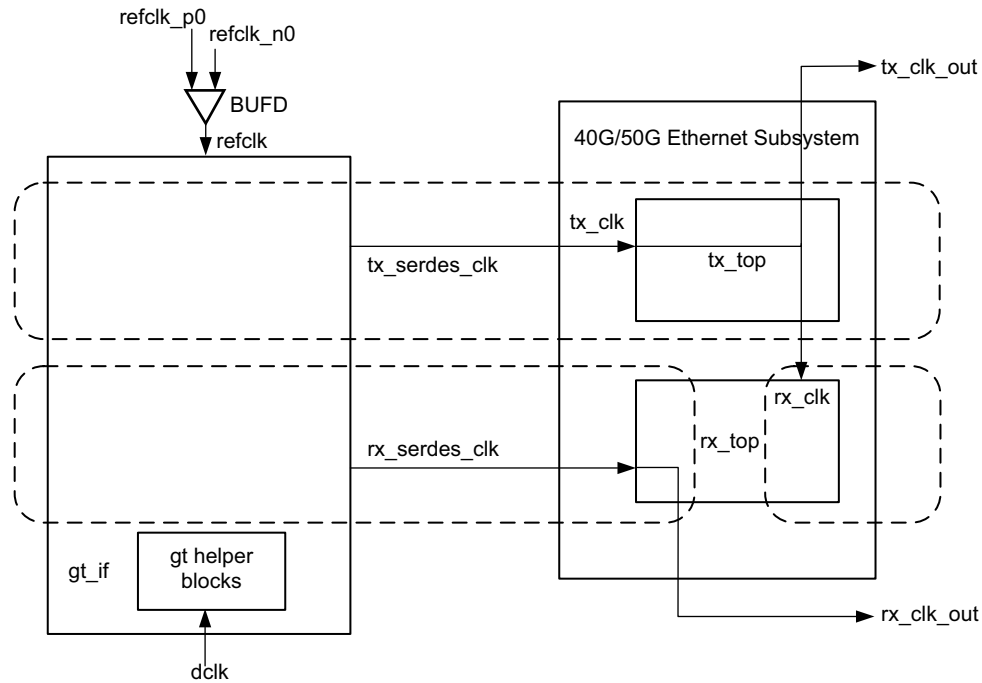 refclk_p0
refclk_n0
BUFD
refclk
tx_clk_out
40G/50G Ethernet Subsystem
tx_clk
tx_serdes_clk
tx_top
rx_clk
rx_serdes_clk
rx_top
gt_if
gt helper
blocks
rx_clk_out
dclk